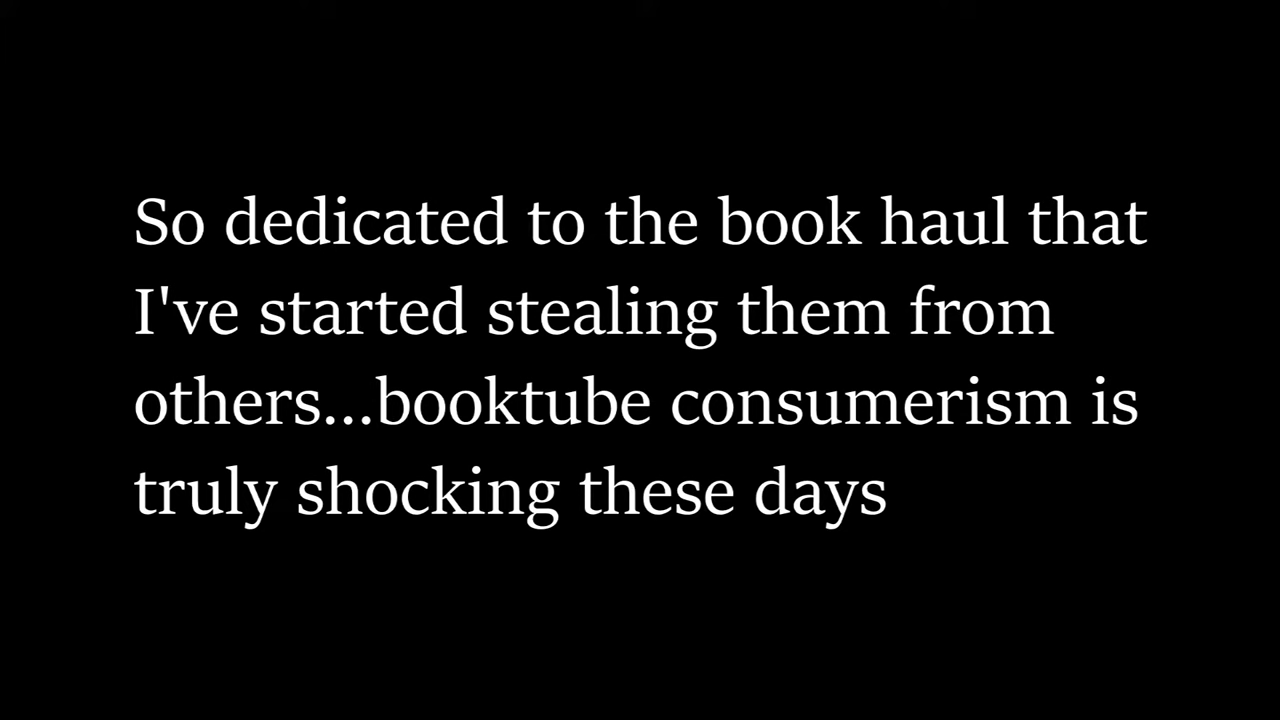 So dedicated to the book haul that
I've started stealing them from
others...booktube consumerism is
truly shocking these days